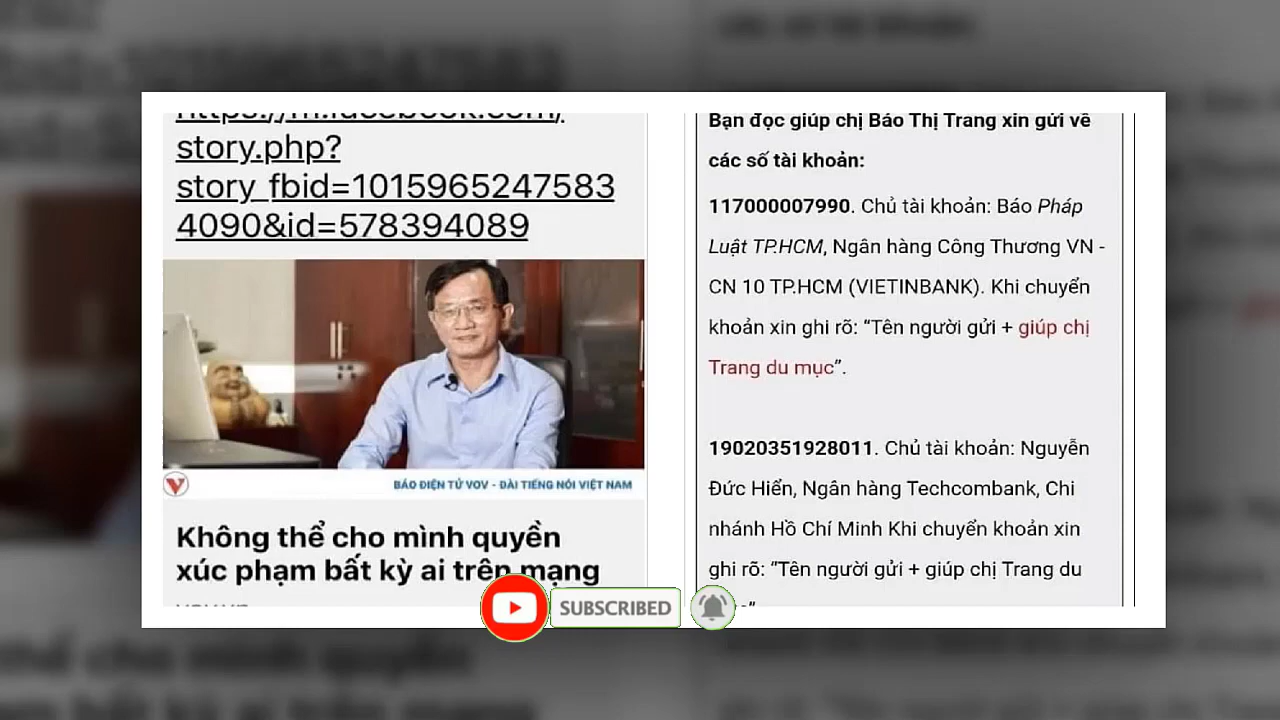 https://m.facebook.com/
story.php?
story_fbid=1015965247583
4090&id=578394089
BÁO ĐIỆN TỬ VOV - ĐÀI TIẾNG NÓI VIỆT NAM
Không thể cho mình quyền
xúc phạm bất kỳ ai trên mạng
Bạn đọc giúp chị Báo Thị Trang xin gửi về
các số tài khoản:
117000007990. Chủ tài khoản: Báo Pháp
Luật TP.HCM, Ngân hàng Công Thương VN -
CN 10 TP.HCM (VIETINBANK). Khi chuyển
khoản xin ghi rõ: “Tên người gửi + giúp chị
Trang du mục”.
19020351928011. Chủ tài khoản: Nguyễn
Đức Hiển, Ngân hàng Techcombank, Chi
nhánh Hồ Chí Minh Khi chuyển khoản xin
ghi rõ: “Tên người gửi + giúp chị Trang du
SUBSCRIBED